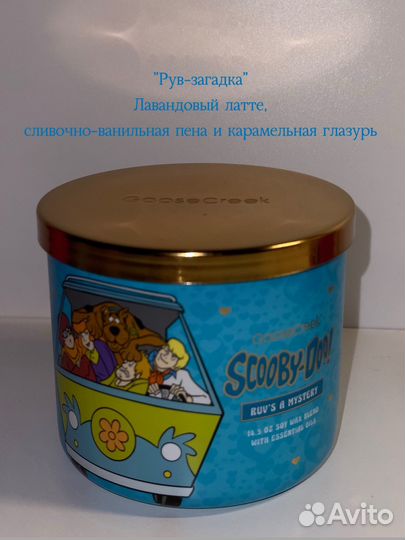 "Рув-загадка"
Лавандовый латте,
сливочно-ванильная пена и карамельная глазурь
GooseCreek
GooseCreek
SCOOBY-DOO!
RUV'S A MYSTERY
14.5 OZ SOY WAX BLEND
WITH ESSENTIAL OILS
Avito